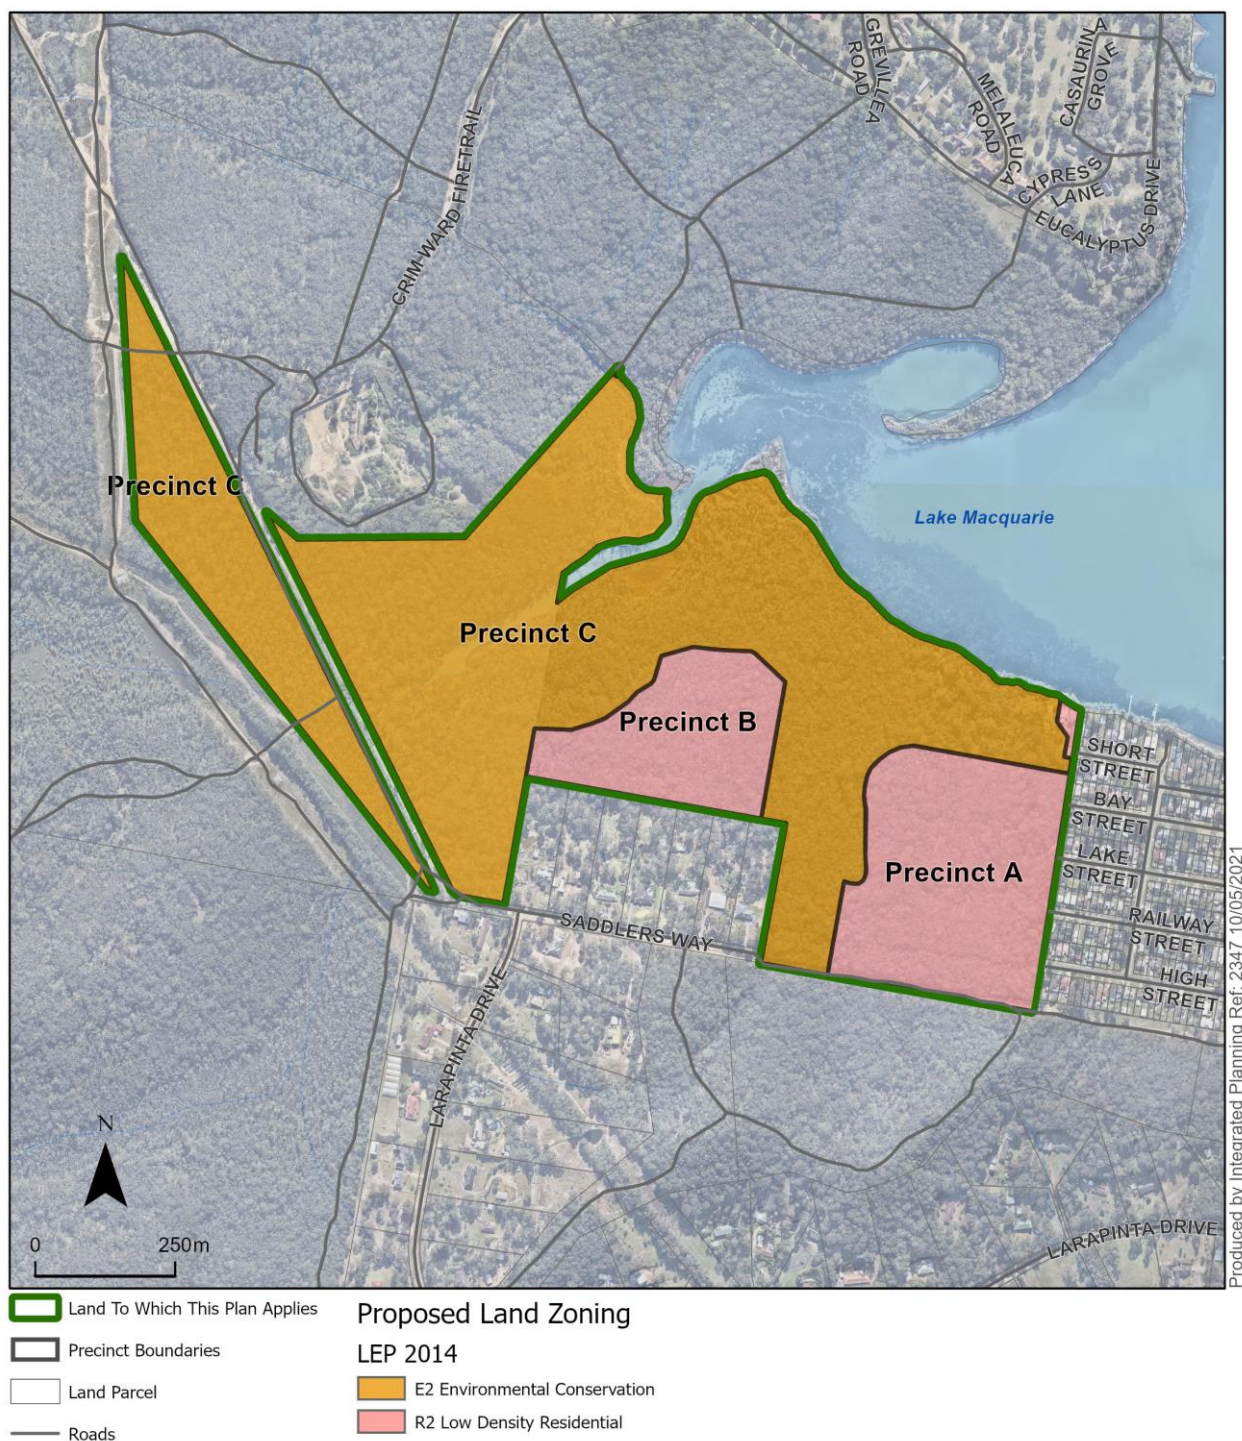 GREVILLEA
ROAD
MELALEUCA
ROAD
CASAURINA
GROVE
CYPRESS
LANE
EUCALYPTUS DRIVE
CRIM WARD FIRETRAIL
Precinct C
Lake Macquarie
Precinct C
Precinct B
Precinct A
SHORT
STREET
BAY
STREET
LAKE
STREET
RAILWAY
STREET
HIGH
STREET
SADDLERS WAY
LARAPINTA DRIVE
LARAPINTA DRIVE
N
0 250m
Produced by Integrated Planning Ref: 2347 10/05/2021
Land To Which This Plan Applies
Precinct Boundaries
Land Parcel
Roads
Proposed Land Zoning
LEP 2014
E2 Environmental Conservation
R2 Low Density Residential